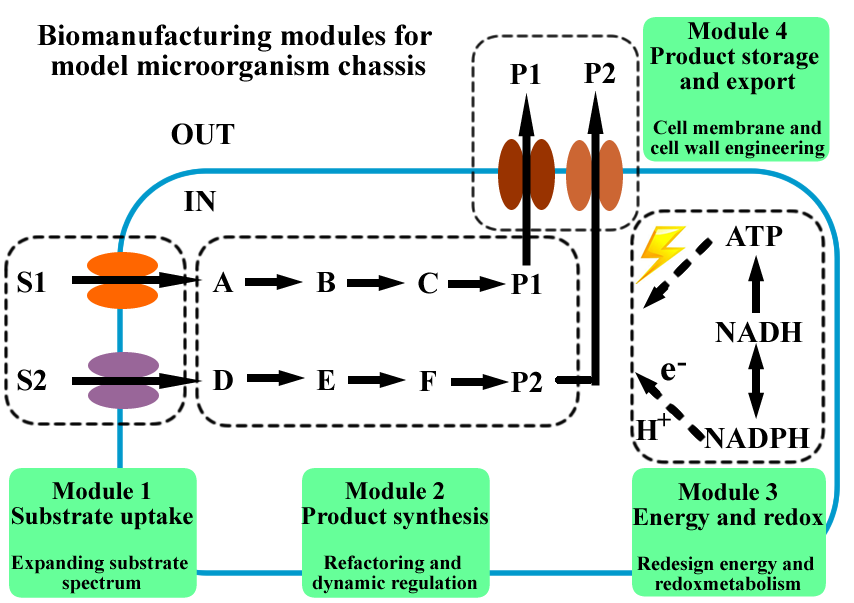 Biomanufacturing modules for
model microorganism chassis
Module 4
Product storage
and export
Cell membrane and
cell wall engineering
P1
P2
OUT
IN
S1
A
B
C
P1
S2
D
E
F
P2
ATP
NADH
e-
H+
NADPH
Module 1
Substrate uptake
Expanding substrate
spectrum
Module 2
Product synthesis
Refactoring and
dynamic regulation
Module 3
Energy and redox
Redesign energy and
redoxmetabolism